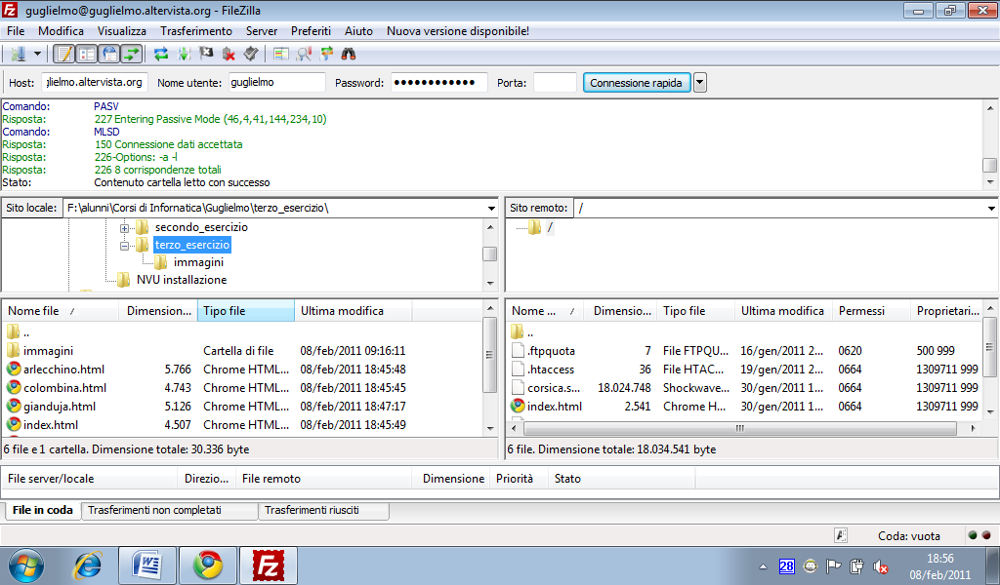 guglielmo@guglielmo.altervista.org - FileZilla
File Modifica Visualizza Trasferimento Server Preferiti Aiuto Nuova versione disponibile!
Host: glielmo.altervista.org Nome utente: guglielmo Password: ●●●●●●●●●●●● Porta: Connessione rapida
Comando: PASV
Risposta: 227 Entering Passive Mode (46,4,41,144,234,10)
Comando: MLSD
Risposta: 150 Connessione dati accettata
Risposta: 226-Options: -a -l
Risposta: 226 8 corrispondenze totali
Stato: Contenuto cartella letto con successo
Sito locale: F:\alunni\Corsi di Informatica\Guglielmo\terzo_esercizio\
secondo_esercizio
terzo_esercizio
immagini
NVU installazione
Sito remoto: /
/
Nome file Dimension... Tipo file Ultima modifica
..
immagini Cartella di file 08/feb/2011 09:16:11
arlecchino.html 5.766 Chrome HTML... 08/feb/2011 18:45:48
colombina.html 4.743 Chrome HTML... 08/feb/2011 18:45:45
gianduja.html 5.126 Chrome HTML... 08/feb/2011 18:47:17
index.html 4.507 Chrome HTML... 08/feb/2011 18:45:49
6 file e 1 cartella. Dimensione totale: 30.336 byte
Nome ... Dimensio... Tipo file Ultima modifica Permessi Proprietari...
..
.ftpquota 7 File FTPQU... 16/gen/2011 2... 0620 500 999
.htaccess 36 File HTAC... 19/gen/2011 2... 0664 1309711 999
corsica.s... 18.024.748 Shockwave... 30/gen/2011 1... 0664 1309711 999
index.html 2.541 Chrome H... 30/gen/2011 1... 0664 1309711 999
6 file. Dimensione totale: 18.034.541 byte
File server/locale Direzio... File remoto Dimensione Priorità Stato
File in coda Trasferimenti non completati Trasferimenti riusciti
Coda: vuota
28
18:56
08/feb/2011